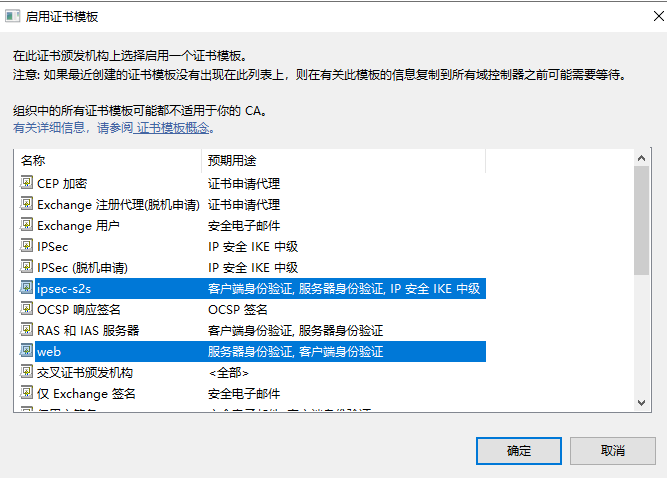 启用证书模板
在此证书颁发机构上选择启用一个证书模板。
注意: 如果最近创建的证书模板没有出现在此列表上，则在有关此模板的信息复制到所有域控制器之前可能需要等待。
组织中的所有证书模板可能都不适用于你的 CA。
有关详细信息，请参阅 证书模板概念。
名称 预期用途
CEP 加密 证书申请代理
Exchange 注册代理(脱机申请) 证书申请代理
Exchange 用户 安全电子邮件
IPSec IP 安全 IKE 中级
IPSec (脱机申请) IP 安全 IKE 中级
ipsec-s2s 客户端身份验证, 服务器身份验证, IP 安全 IKE 中级
OCSP 响应签名 OCSP 签名
RAS 和 IAS 服务器 客户端身份验证, 服务器身份验证
web 服务器身份验证, 客户端身份验证
交叉证书颁发机构 <全部>
仅 Exchange 签名 安全电子邮件
确定 取消